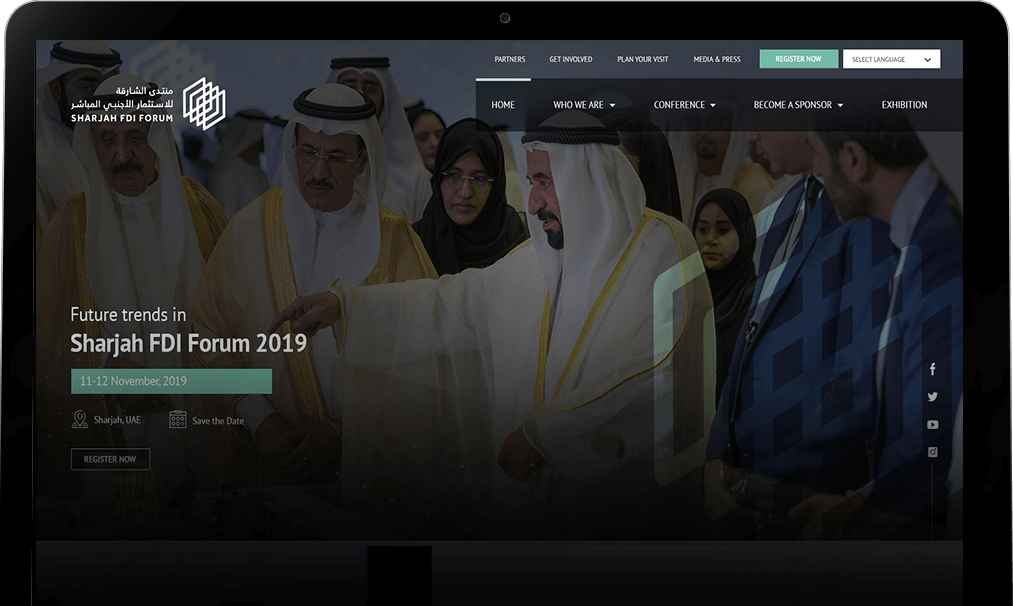 PARTNERS
GET INVOLVED
PLAN YOUR VISIT
MEDIA & PRESS
REGISTER NOW
SELECT LANGUAGE
منتدى الشارقة
للاستثمار الأجنبي المباشر
SHARJAH FDI FORUM
HOME
WHO WE ARE
CONFERENCE
BECOME A SPONSOR
EXHIBITION
Future trends in
Sharjah FDI Forum 2019
11-12 November, 2019
Sharjah, UAE
Save the Date
REGISTER NOW